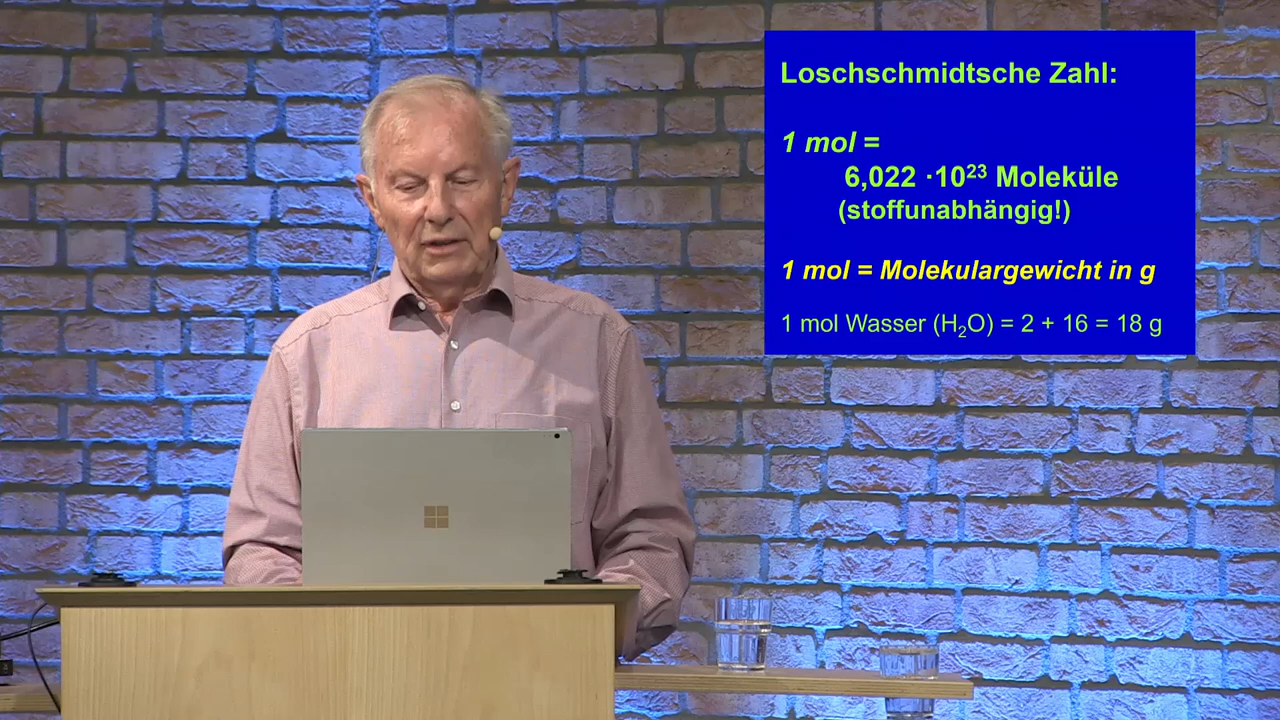 Loschschmidtsche Zahl:
1 mol =
6,022 ·10²³ Moleküle
(stoffunabhängig!)
1 mol = Molekulargewicht in g
1 mol Wasser (H₂O) = 2 + 16 = 18 g